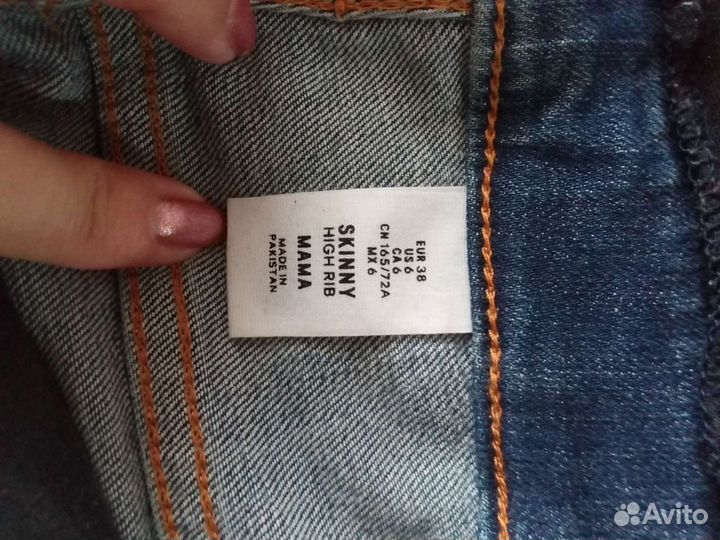 EUR 38
US 6
CA 6
CN 165/72A
MX 6
SKINNY
HIGH RIB
MAMA
MADE IN
PAKISTAN
Avito